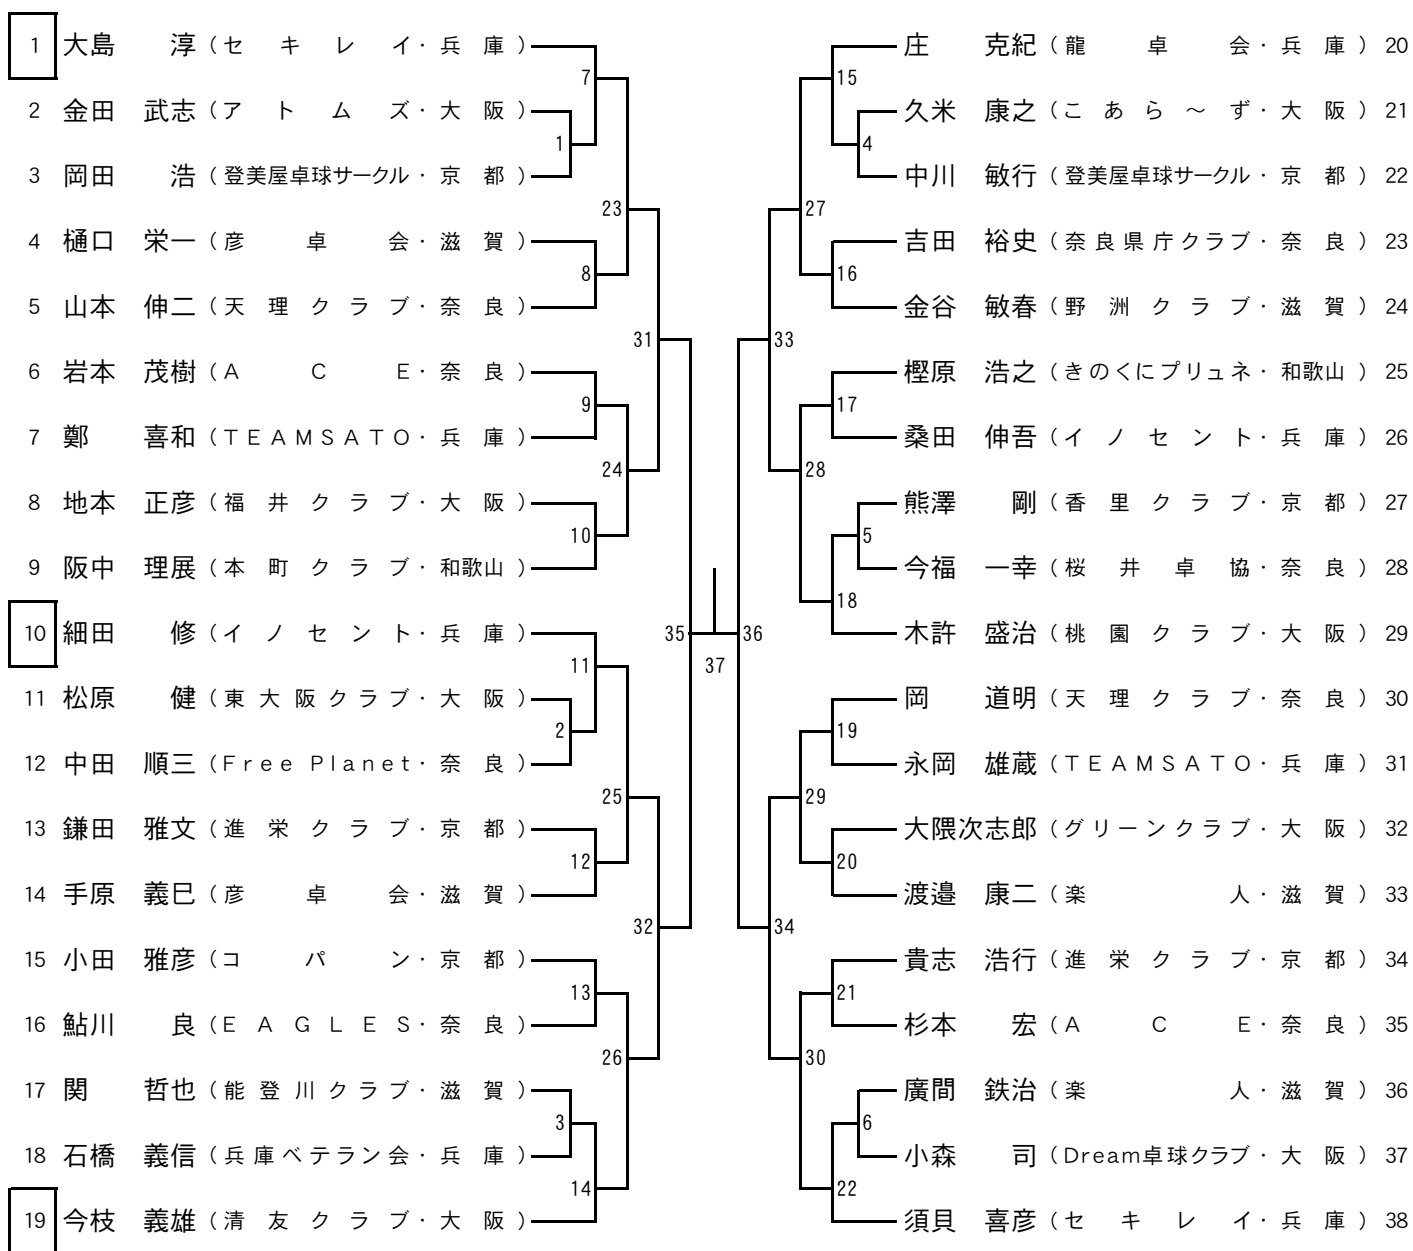 1 大島 淳 (セキレイ・兵庫)
7
2 金田 武志 (アトムズ・大阪)
1
3 岡田 浩 (登美屋卓球サークル・京都)
23
4 樋口 栄一 (彦卓会・滋賀)
8
5 山本 伸二 (天理クラブ・奈良)
31
6 岩本 茂樹 (ACE・奈良)
9
7 鄭 喜和 (TEAMSATO・兵庫)
24
8 地本 正彦 (福井クラブ・大阪)
10
9 阪中 理展 (本町クラブ・和歌山)
35
10 細田 修 (イノセント・兵庫)
11
11 松原 健 (東大阪クラブ・大阪)
2
12 中田 順三 (Free Planet・奈良)
25
13 鎌田 雅文 (進栄クラブ・京都)
12
14 手原 義巳 (彦卓会・滋賀)
32
15 小田 雅彦 (コパン・京都)
13
16 鮎川 良 (EAGLES・奈良)
26
17 関 哲也 (能登川クラブ・滋賀)
3
18 石橋 義信 (兵庫ベテラン会・兵庫)
14
19 今枝 義雄 (清友クラブ・大阪)
37
庄 克紀 (龍卓会・兵庫) 20
15
久米 康之 (こあら～ず・大阪) 21
4
中川 敏行 (登美屋卓球サークル・京都) 22
27
吉田 裕史 (奈良県庁クラブ・奈良) 23
16
金谷 敏春 (野洲クラブ・滋賀) 24
33
樫原 浩之 (きのくにプリュネ・和歌山) 25
17
桑田 伸吾 (イノセント・兵庫) 26
28
熊澤 剛 (香里クラブ・京都) 27
5
今福 一幸 (桜井卓協・奈良) 28
18
木許 盛治 (桃園クラブ・大阪) 29
36
岡 道明 (天理クラブ・奈良) 30
19
永岡 雄蔵 (TEAMSATO・兵庫) 31
29
大隈次志郎 (グリーンクラブ・大阪) 32
20
渡邉 康二 (楽人・滋賀) 33
34
貴志 浩行 (進栄クラブ・京都) 34
21
杉本 宏 (ACE・奈良) 35
30
廣間 鉄治 (楽人・滋賀) 36
6
小森 司 (Dream卓球クラブ・大阪) 37
22
須貝 喜彦 (セキレイ・兵庫) 38